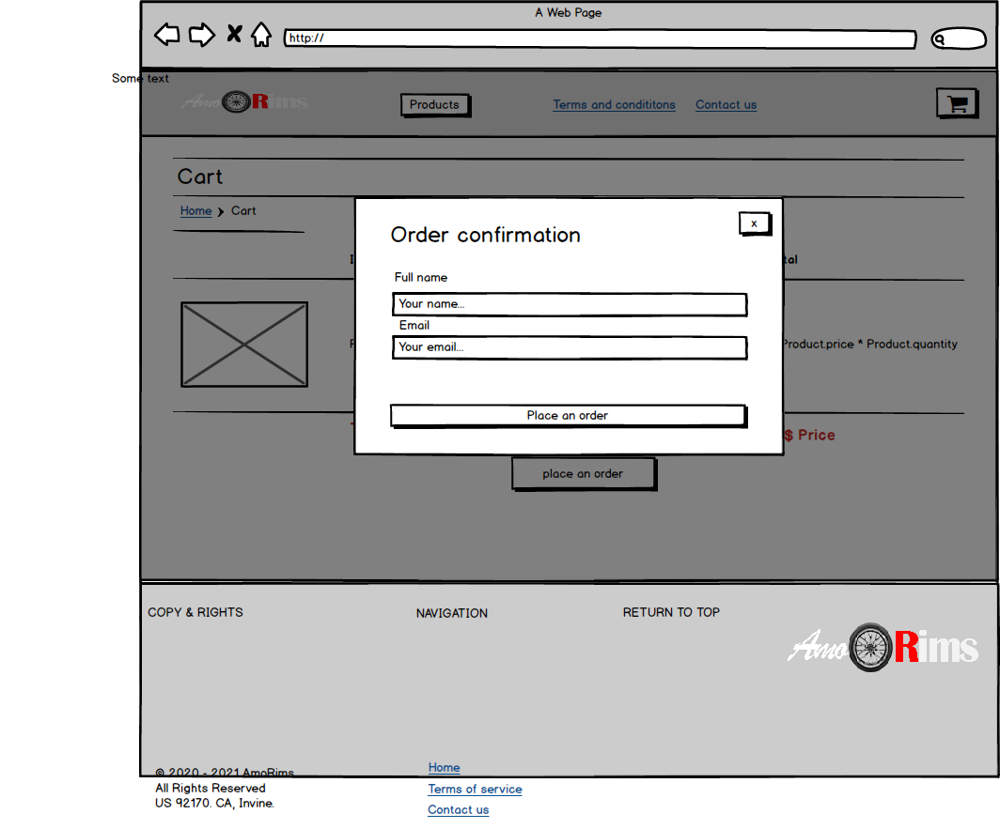 A Web Page
http://
Some text
AmoRims
Products
Terms and condititons
Contact us
Cart
Home
Cart
Order confirmation
x
Full name
Your name...
Email
Your email...
Place an order
Product.price * Product.quantity
$ Price
place an order
COPY & RIGHTS
NAVIGATION
RETURN TO TOP
AmoRims
© 2020 - 2021 AmoRims
All Rights Reserved
US 92170. CA, Invine.
Home
Terms of service
Contact us